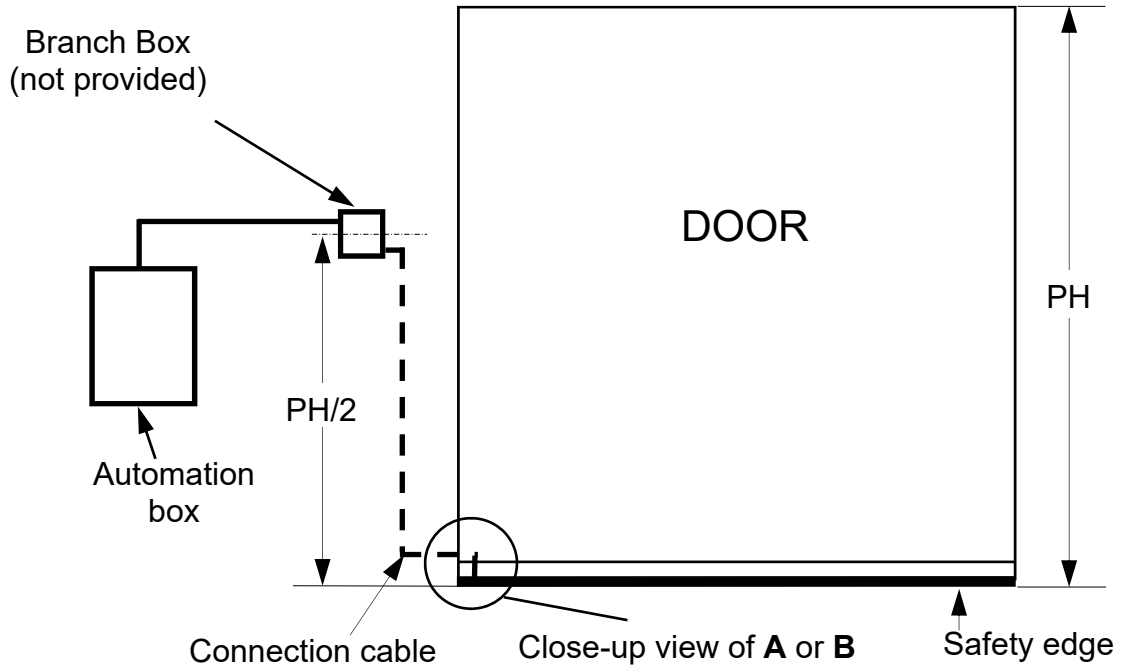 Branch Box
(not provided)
DOOR
PH
PH/2
Automation
box
Connection cable
Close-up view of A or B
Safety edge